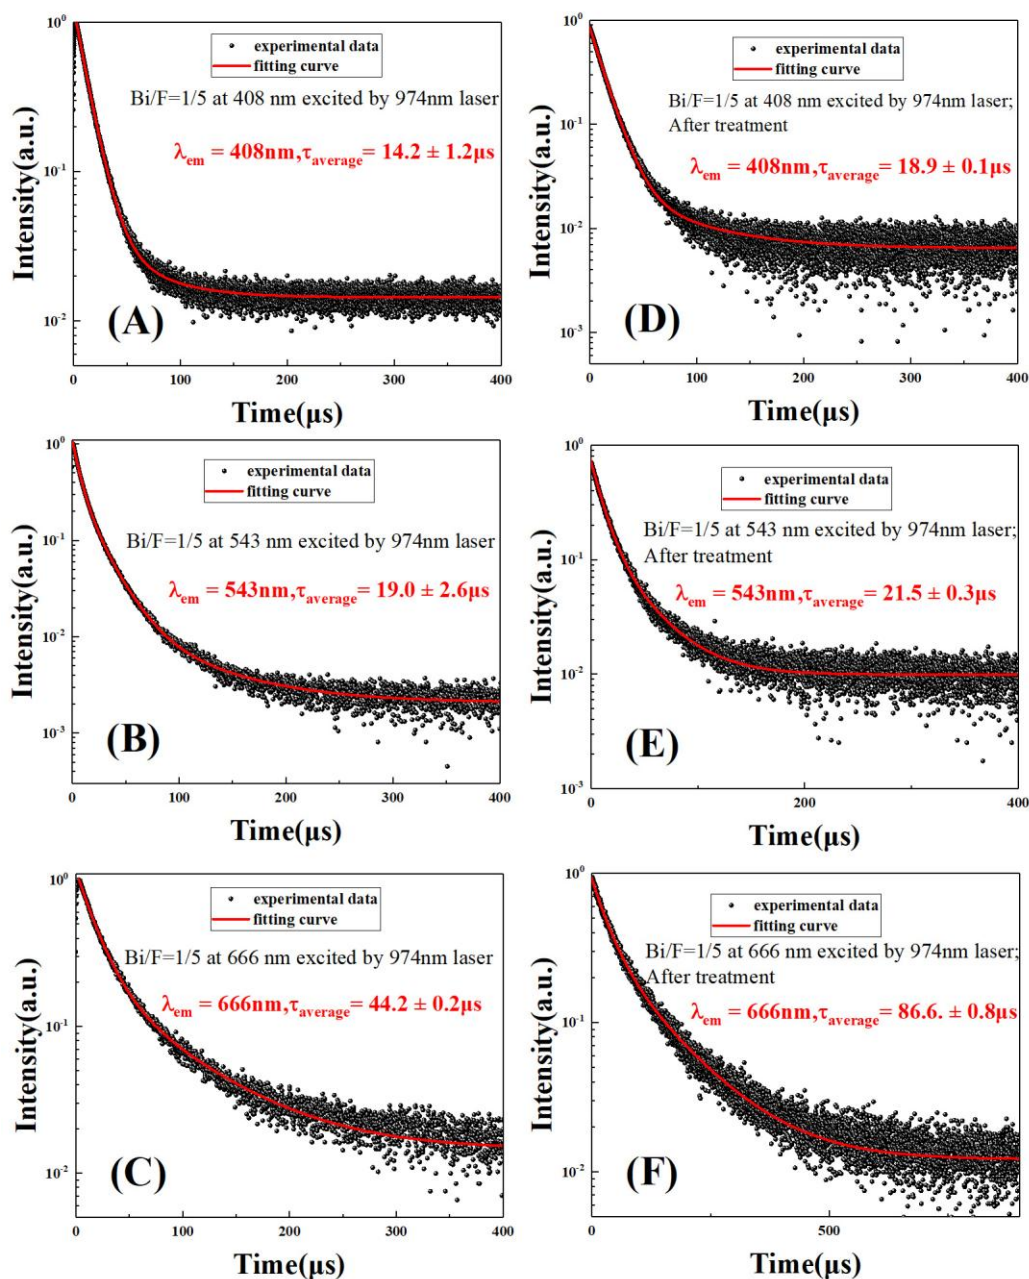 10⁰
10⁻¹
10⁻²
Intensity(a.u.)
experimental data
fitting curve
Bi/F=1/5 at 408 nm excited by 974nm laser
λem = 408nm,τaverage= 14.2 ± 1.2μs
(A)
0 100 200 300 400
Time(μs)
10⁰
10⁻¹
10⁻²
10⁻³
Intensity(a.u.)
experimental data
fitting curve
Bi/F=1/5 at 408 nm excited by 974nm laser;
After treatment
λem = 408nm,τaverage= 18.9 ± 0.1μs
(D)
0 100 200 300 400
Time(μs)
10⁰
10⁻¹
10⁻²
10⁻³
Intensity(a.u.)
experimental data
fitting curve
Bi/F=1/5 at 543 nm excited by 974nm laser
λem = 543nm,τaverage= 19.0 ± 2.6μs
(B)
0 100 200 300 400
Time(μs)
10⁰
10⁻¹
10⁻²
10⁻³
Intensity(a.u.)
experimental data
fitting curve
Bi/F=1/5 at 543 nm excited by 974nm laser;
After treatment
λem = 543nm,τaverage= 21.5 ± 0.3μs
(E)
0 200 400
Time(μs)
10⁰
10⁻¹
10⁻²
Intensity(a.u.)
experimental data
fitting curve
Bi/F=1/5 at 666 nm excited by 974nm laser
λem = 666nm,τaverage= 44.2 ± 0.2μs
(C)
0 100 200 300 400
Time(μs)
10⁰
10⁻¹
10⁻²
Intensity(a.u.)
experimental data
fitting curve
Bi/F=1/5 at 666 nm excited by 974nm laser;
After treatment
λem = 666nm,τaverage= 86.6. ± 0.8μs
(F)
0 500
Time(μs)